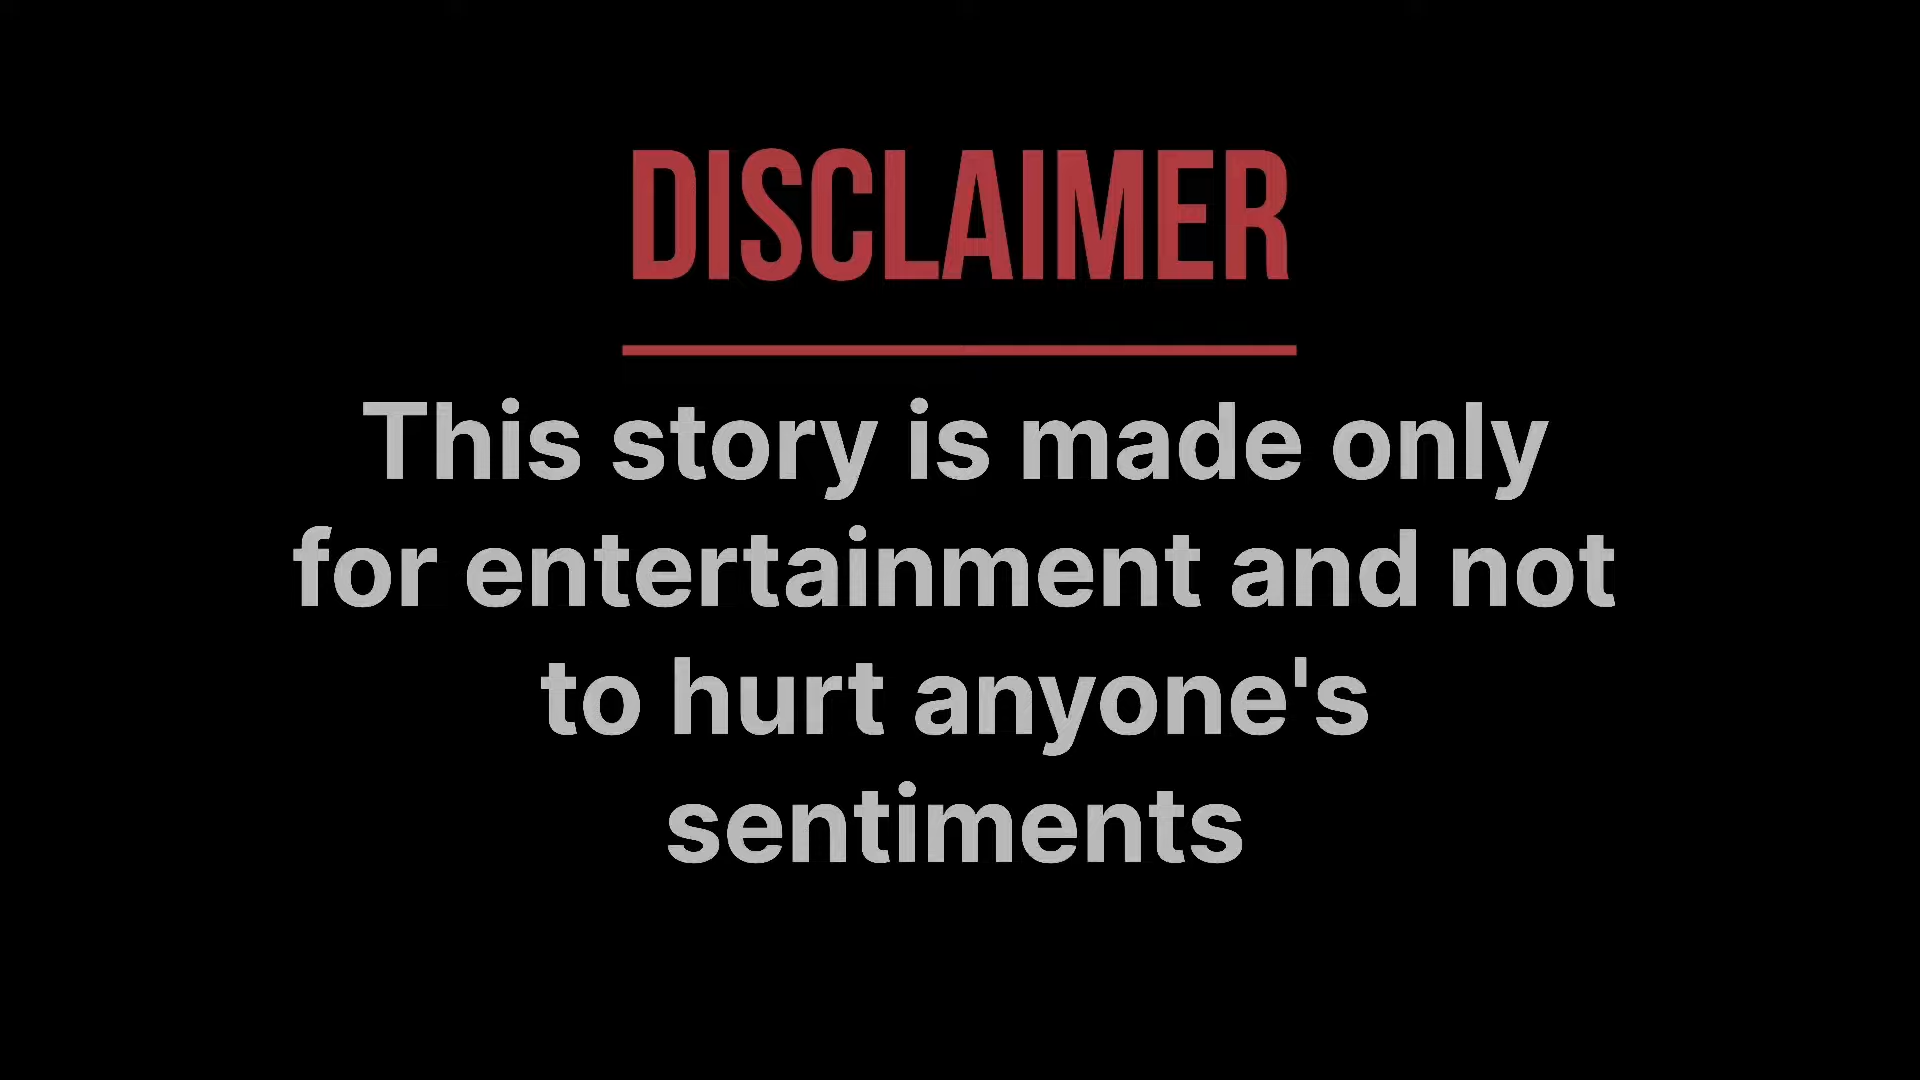 DISCLAIMER
This story is made only
for entertainment and not
to hurt anyone's
sentiments